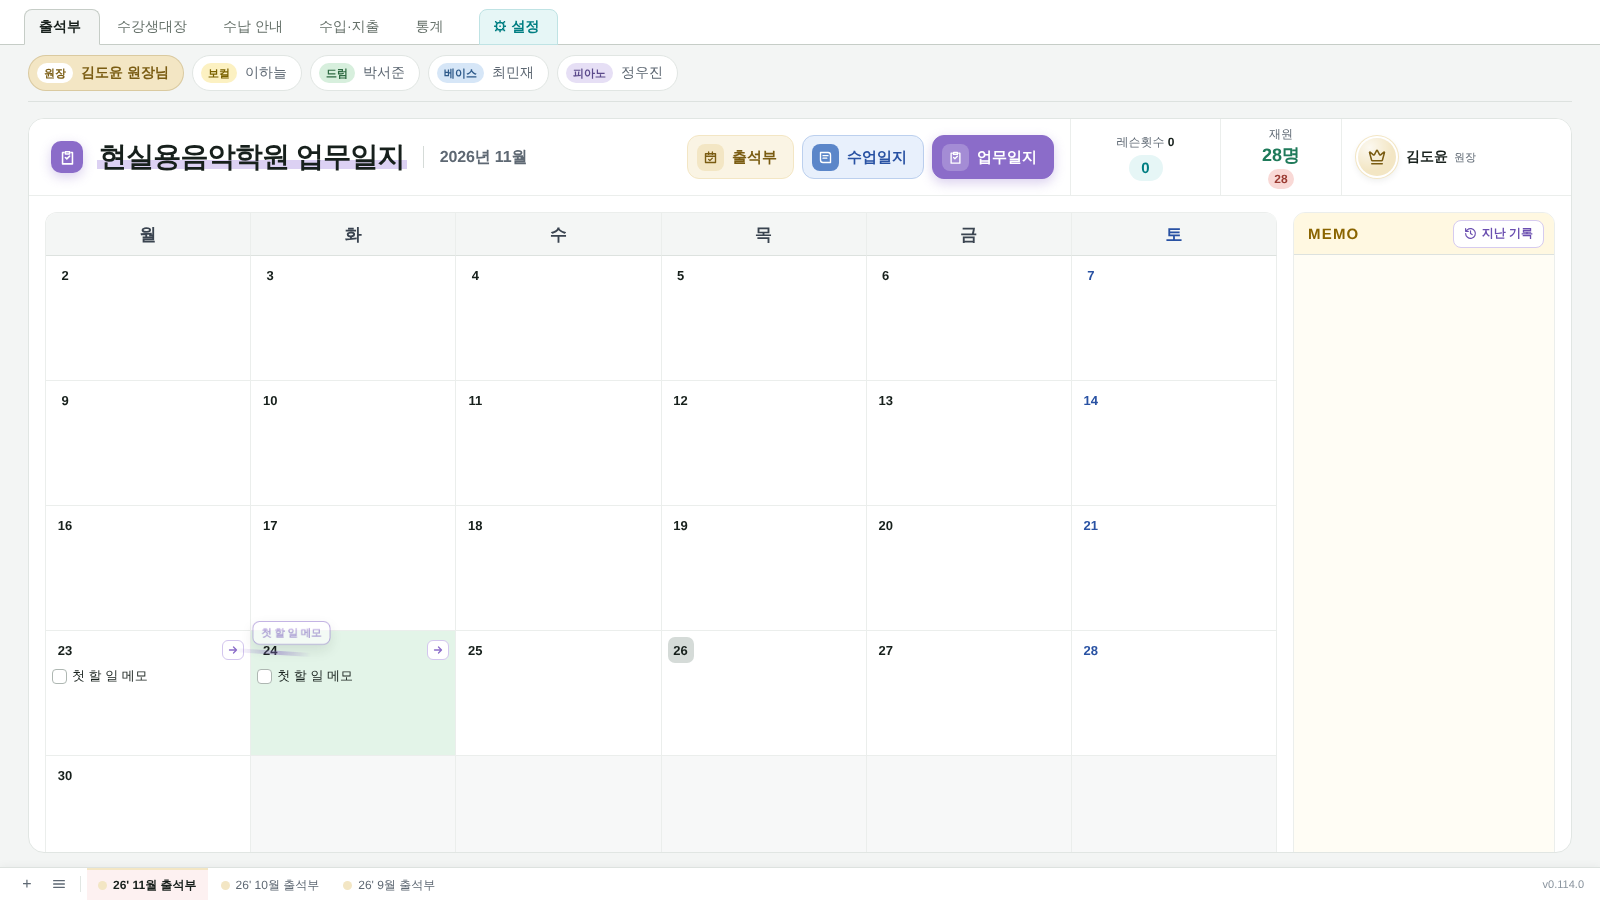 출석부 수강생대장 수납 안내 수입·지출 통계 설정
원장 김도윤 원장님 보컬 이하늘 드럼 박서준 베이스 최민재 피아노 정우진
현실용음악학원 업무일지 2026년 11월 출석부 수업일지 업무일지 레슨횟수 0 0 재원 28명 28 김도윤 원장
월 화 수 목 금 토
MEMO 지난 기록
2 3 4 5 6 7
9 10 11 12 13 14
16 17 18 19 20 21
첫 할 일 메모
23 24 25 26 27 28
첫 할 일 메모 첫 할 일 메모
30
+ 26' 11월 출석부 26' 10월 출석부 26' 9월 출석부 v0.114.0